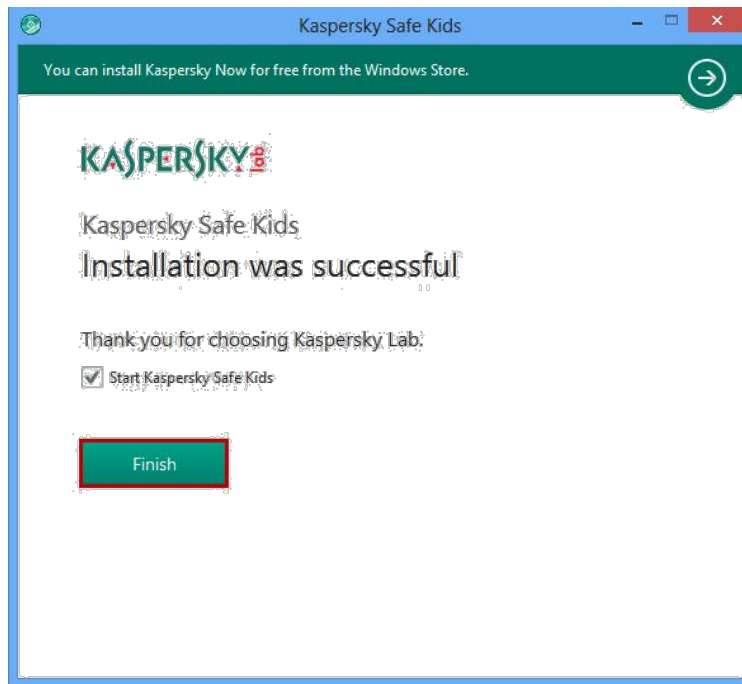 Kaspersky Safe Kids
You can install Kaspersky Now for free from the Windows Store.
KASPERSKY lab
Kaspersky Safe Kids
Installation was successful
Thank you for choosing Kaspersky Lab.
Start Kaspersky Safe Kids
Finish